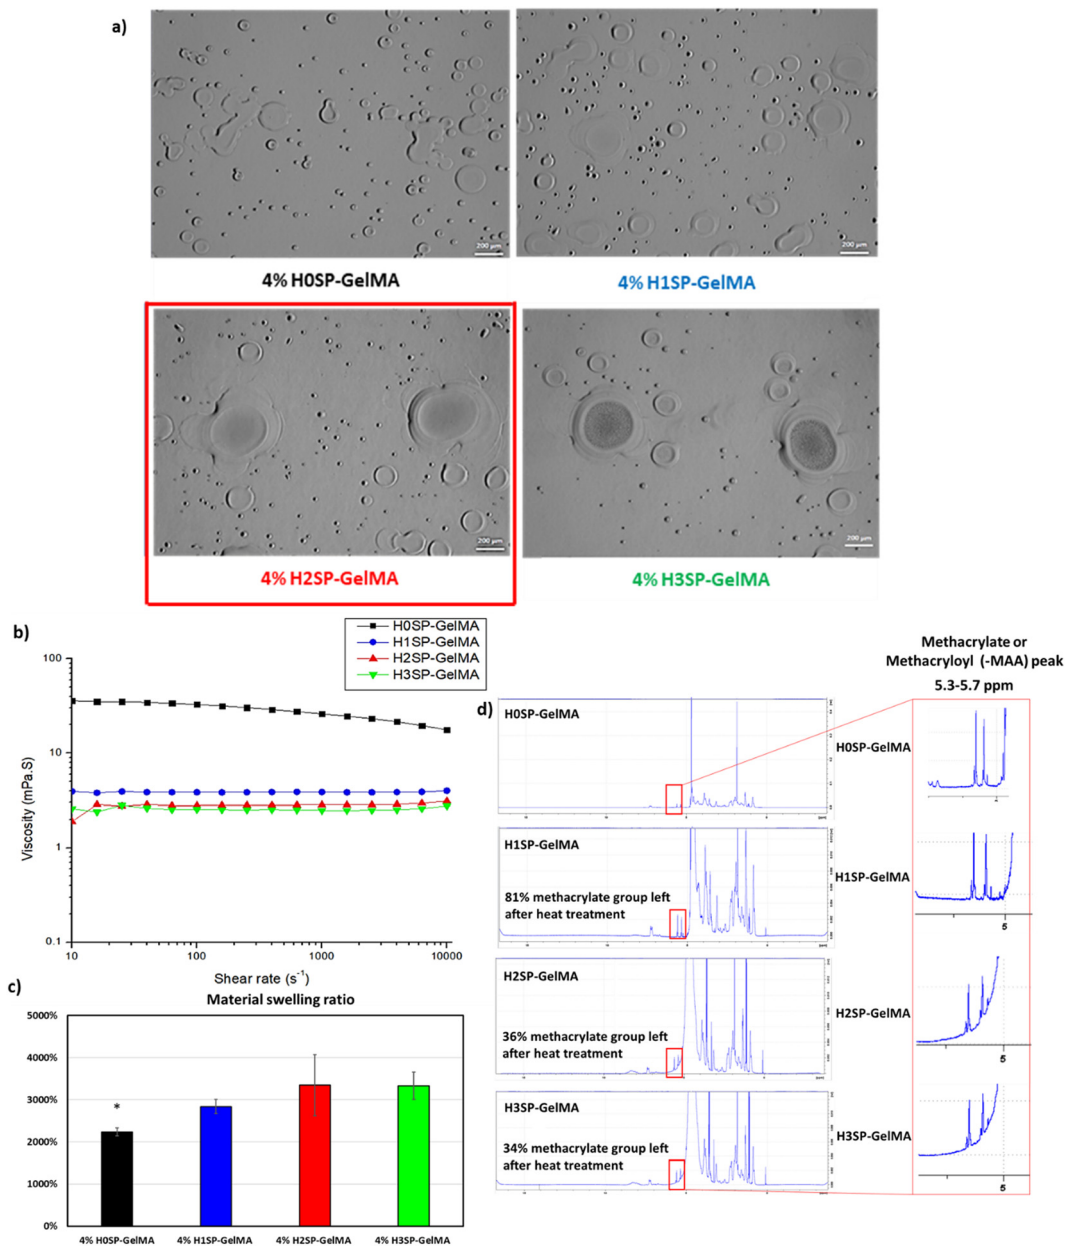 a)
200 µm
200 µm
4% H0SP-GelMA
4% H1SP-GelMA
200 µm
200 µm
4% H2SP-GelMA
4% H3SP-GelMA
b)
H0SP-GelMA
H1SP-GelMA
H2SP-GelMA
H3SP-GelMA
100
10
1
0.1
Viscosity (mPa.S)
10
100
1000
10000
Shear rate (s⁻¹)
c)
Material swelling ratio
5000%
4000%
3000%
2000%
1000%
0%
*
4% H0SP-GelMA
4% H1SP-GelMA
4% H2SP-GelMA
4% H3SP-GelMA
d)
H0SP-GelMA
H1SP-GelMA
81% methacrylate group left
after heat treatment
H2SP-GelMA
36% methacrylate group left
after heat treatment
H3SP-GelMA
34% methacrylate group left
after heat treatment
Methacrylate or
Methacryloyl (-MAA) peak
5.3-5.7 ppm
H0SP-GelMA
H1SP-GelMA
5
H2SP-GelMA
5
H3SP-GelMA
5